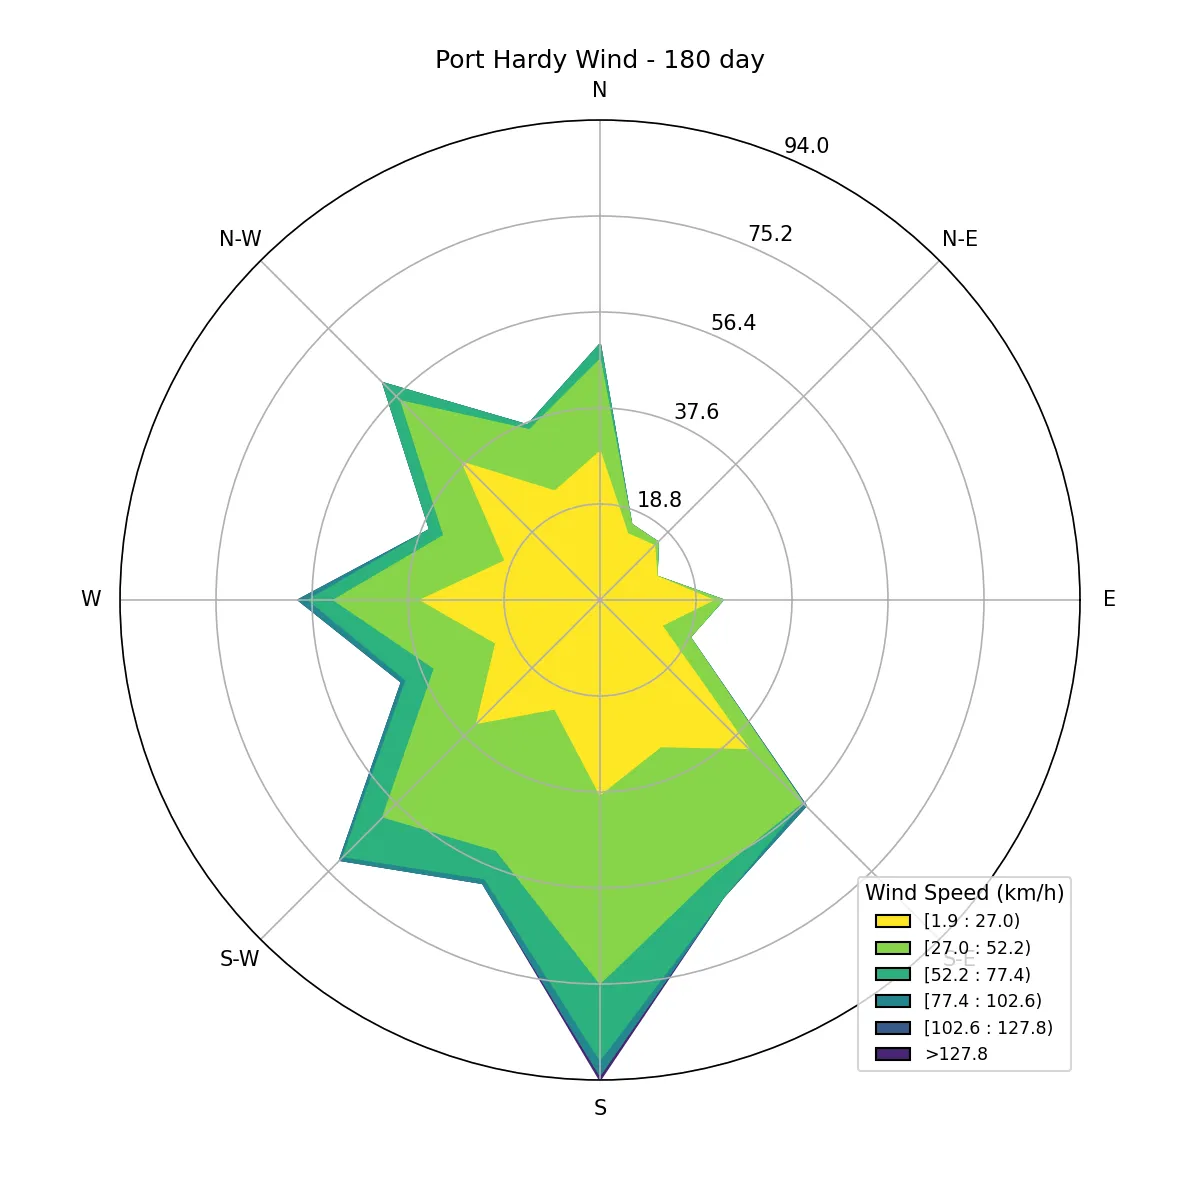 Port Hardy Wind - 180 day
N
94.0
75.2
N-W
N-E
56.4
37.6
18.8
W
E
Wind Speed (km/h)
[1.9 : 27.0)
[27.0 : 52.2)
S-W
S-E
[52.2 : 77.4)
[77.4 : 102.6)
[102.6 : 127.8)
>127.8
S